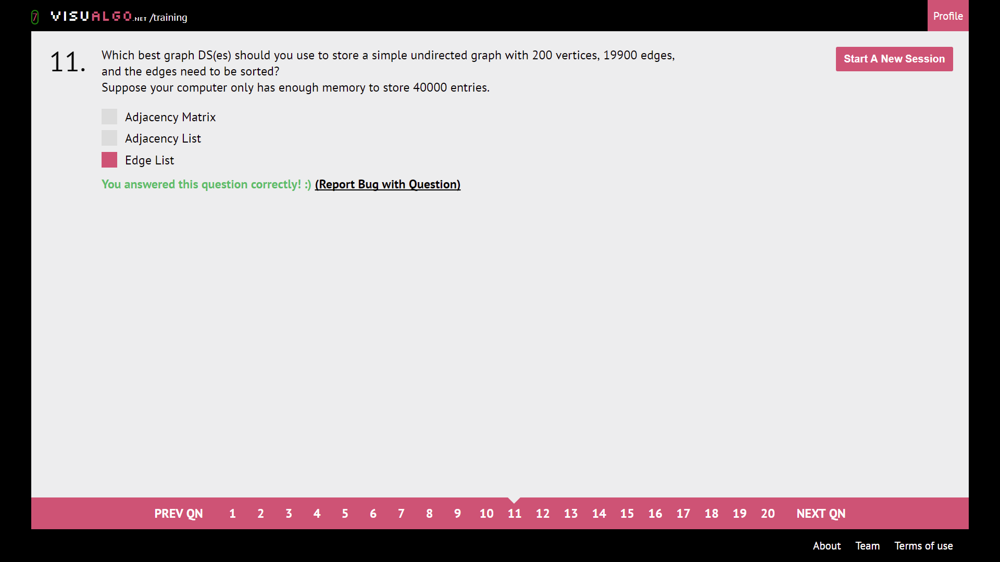 7 VISUALGO.NET /training
Profile
11.
Which best graph DS(es) should you use to store a simple undirected graph with 200 vertices, 19900 edges,
and the edges need to be sorted?
Suppose your computer only has enough memory to store 40000 entries.
Start A New Session
Adjacency Matrix
Adjacency List
Edge List
You answered this question correctly! :) (Report Bug with Question)
PREV QN 1 2 3 4 5 6 7 8 9 10 11 12 13 14 15 16 17 18 19 20 NEXT QN
About Team Terms of use